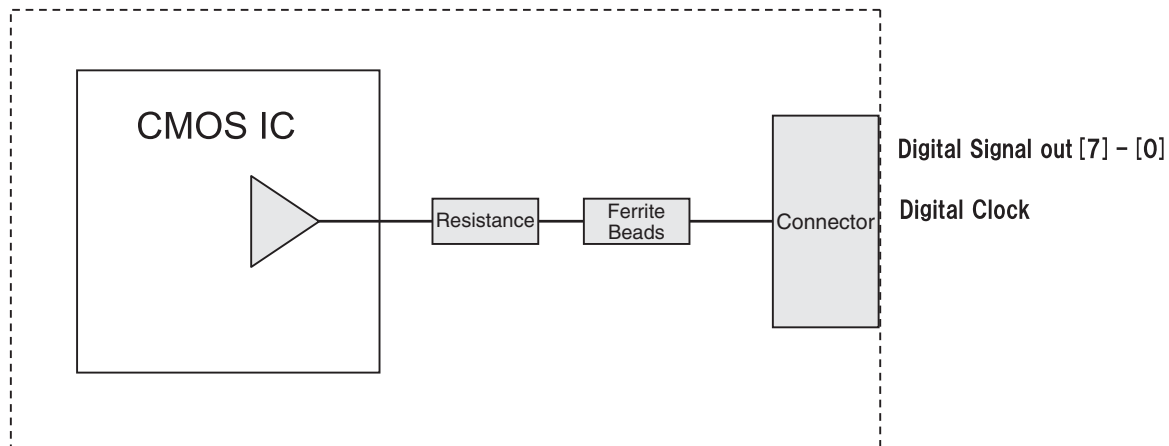 CMOS IC
Resistance
Ferrite
Beads
Connector
Digital Signal out [7] - [0]
Digital Clock